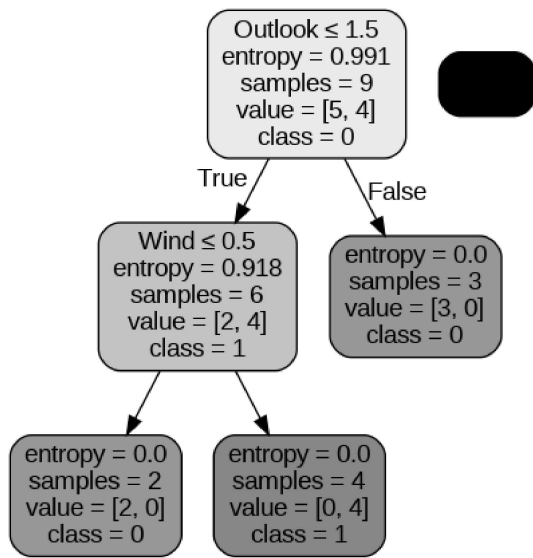 Outlook ≤ 1.5
entropy = 0.991
samples = 9
value = [5, 4]
class = 0
True
False
Wind ≤ 0.5
entropy = 0.918
samples = 6
value = [2, 4]
class = 1
entropy = 0.0
samples = 3
value = [3, 0]
class = 0
entropy = 0.0
samples = 2
value = [2, 0]
class = 0
entropy = 0.0
samples = 4
value = [0, 4]
class = 1